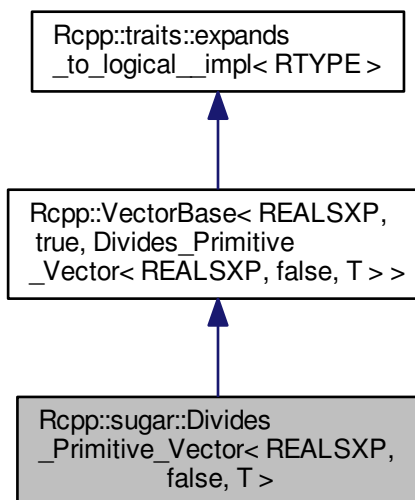 Rcpp::traits::expands
_to_logical__impl< RTYPE >
Rcpp::VectorBase< REALSXP,
true, Divides_Primitive
_Vector< REALSXP, false, T > >
Rcpp::sugar::Divides
_Primitive_Vector< REALSXP,
false, T >